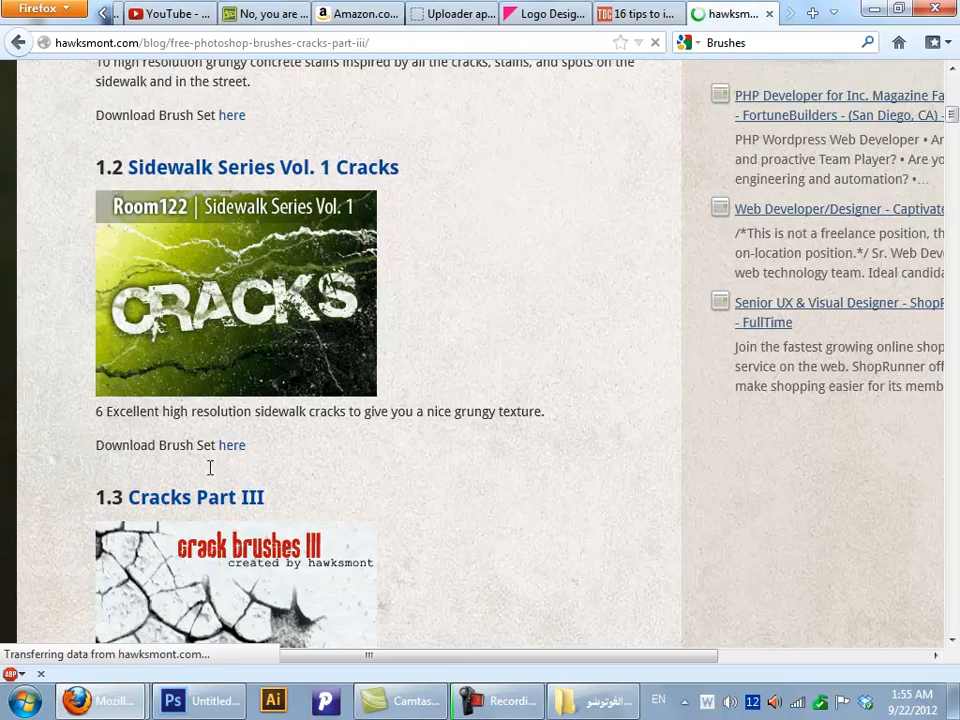 Firefox
YouTube - ...
No, you are ...
Amazon.co...
Uploader ap...
Logo Desig...
TDC 16 tips to i...
hawksm...
hawksmont.com/blog/free-photoshop-brushes-cracks-part-iii/
Brushes
10 high resolution grungy concrete stains inspired by all the cracks, stains, and spots on the
sidewalk and in the street.
Download Brush Set here
1.2 Sidewalk Series Vol. 1 Cracks
Room122 | Sidewalk Series Vol. 1
CRACKS
6 Excellent high resolution sidewalk cracks to give you a nice grungy texture.
Download Brush Set here
1.3 Cracks Part III
crack brushes III
created by hawksmont
PHP Developer for Inc. Magazine Fa
- FortuneBuilders - (San Diego, CA) -
PHP Wordpress Web Developer • Ar
and proactive Team Player? • Are yo
engineering and automation? •...
Web Developer/Designer - Captivate
/*This is not a freelance position, th
on-location position.*/ Sr. Web Deve
web technology team. Ideal candida
Senior UX & Visual Designer - ShopR
- FullTime
Join the fastest growing online shop
service on the web. ShopRunner off
make shopping easier for its memb
Transferring data from hawksmont.com...
ABP
Mozill...
Ps Untitled...
Ai
P
Camtas...
Recordi...
الفوتوشو...
EN
W
12
1:55 AM
9/22/2012